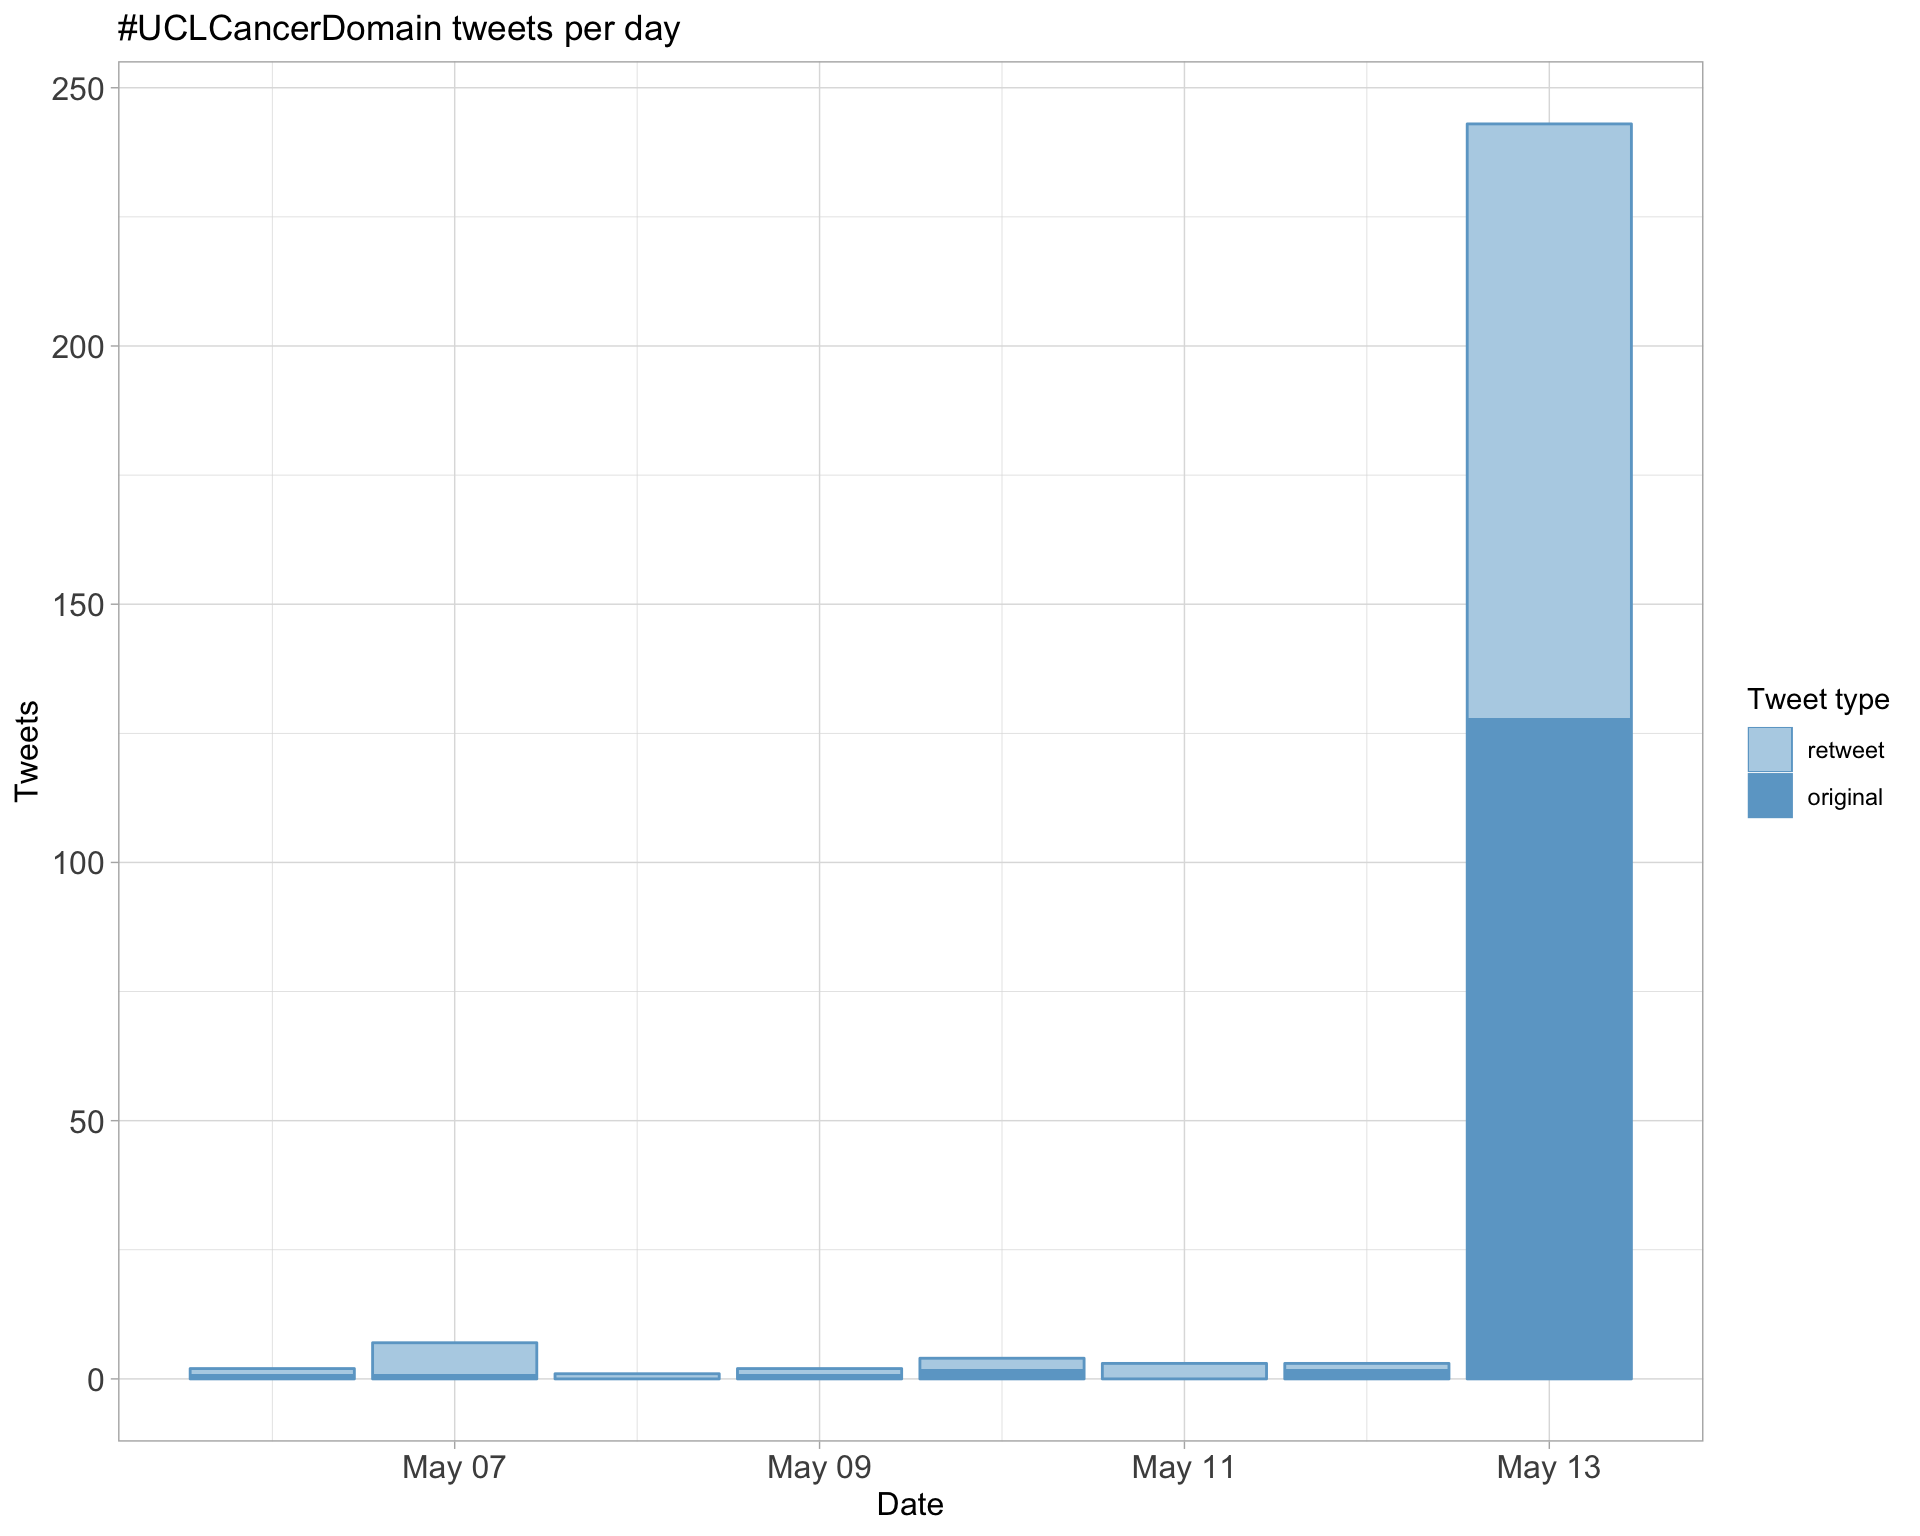 #UCLCancerDomain tweets per day
250
200
150
100
50
0
Tweets
May 07
May 09
May 11
May 13
Date
Tweet type
retweet
original